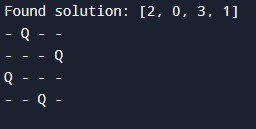 Found solution: [2, 0, 3, 1]
- Q - -
- - - Q
Q - - -
- - Q -